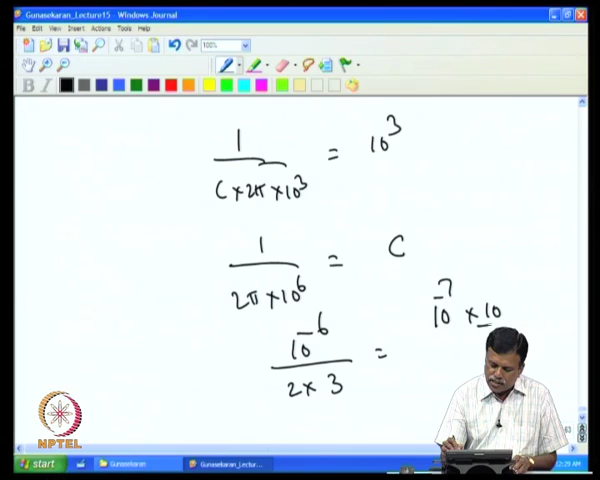 Gunasekaran_Lecture15 - Windows Journal
File Edit View Insert Actions Tools Help
100%
B I
1 / (C × 2π × 10³) = 10³
1 / (2π × 10⁶) = C
10⁻⁷ × 10
10⁻⁶ / (2 × 3) =
NPTEL
start Gunasekaran Gunasekaran_Lectur...